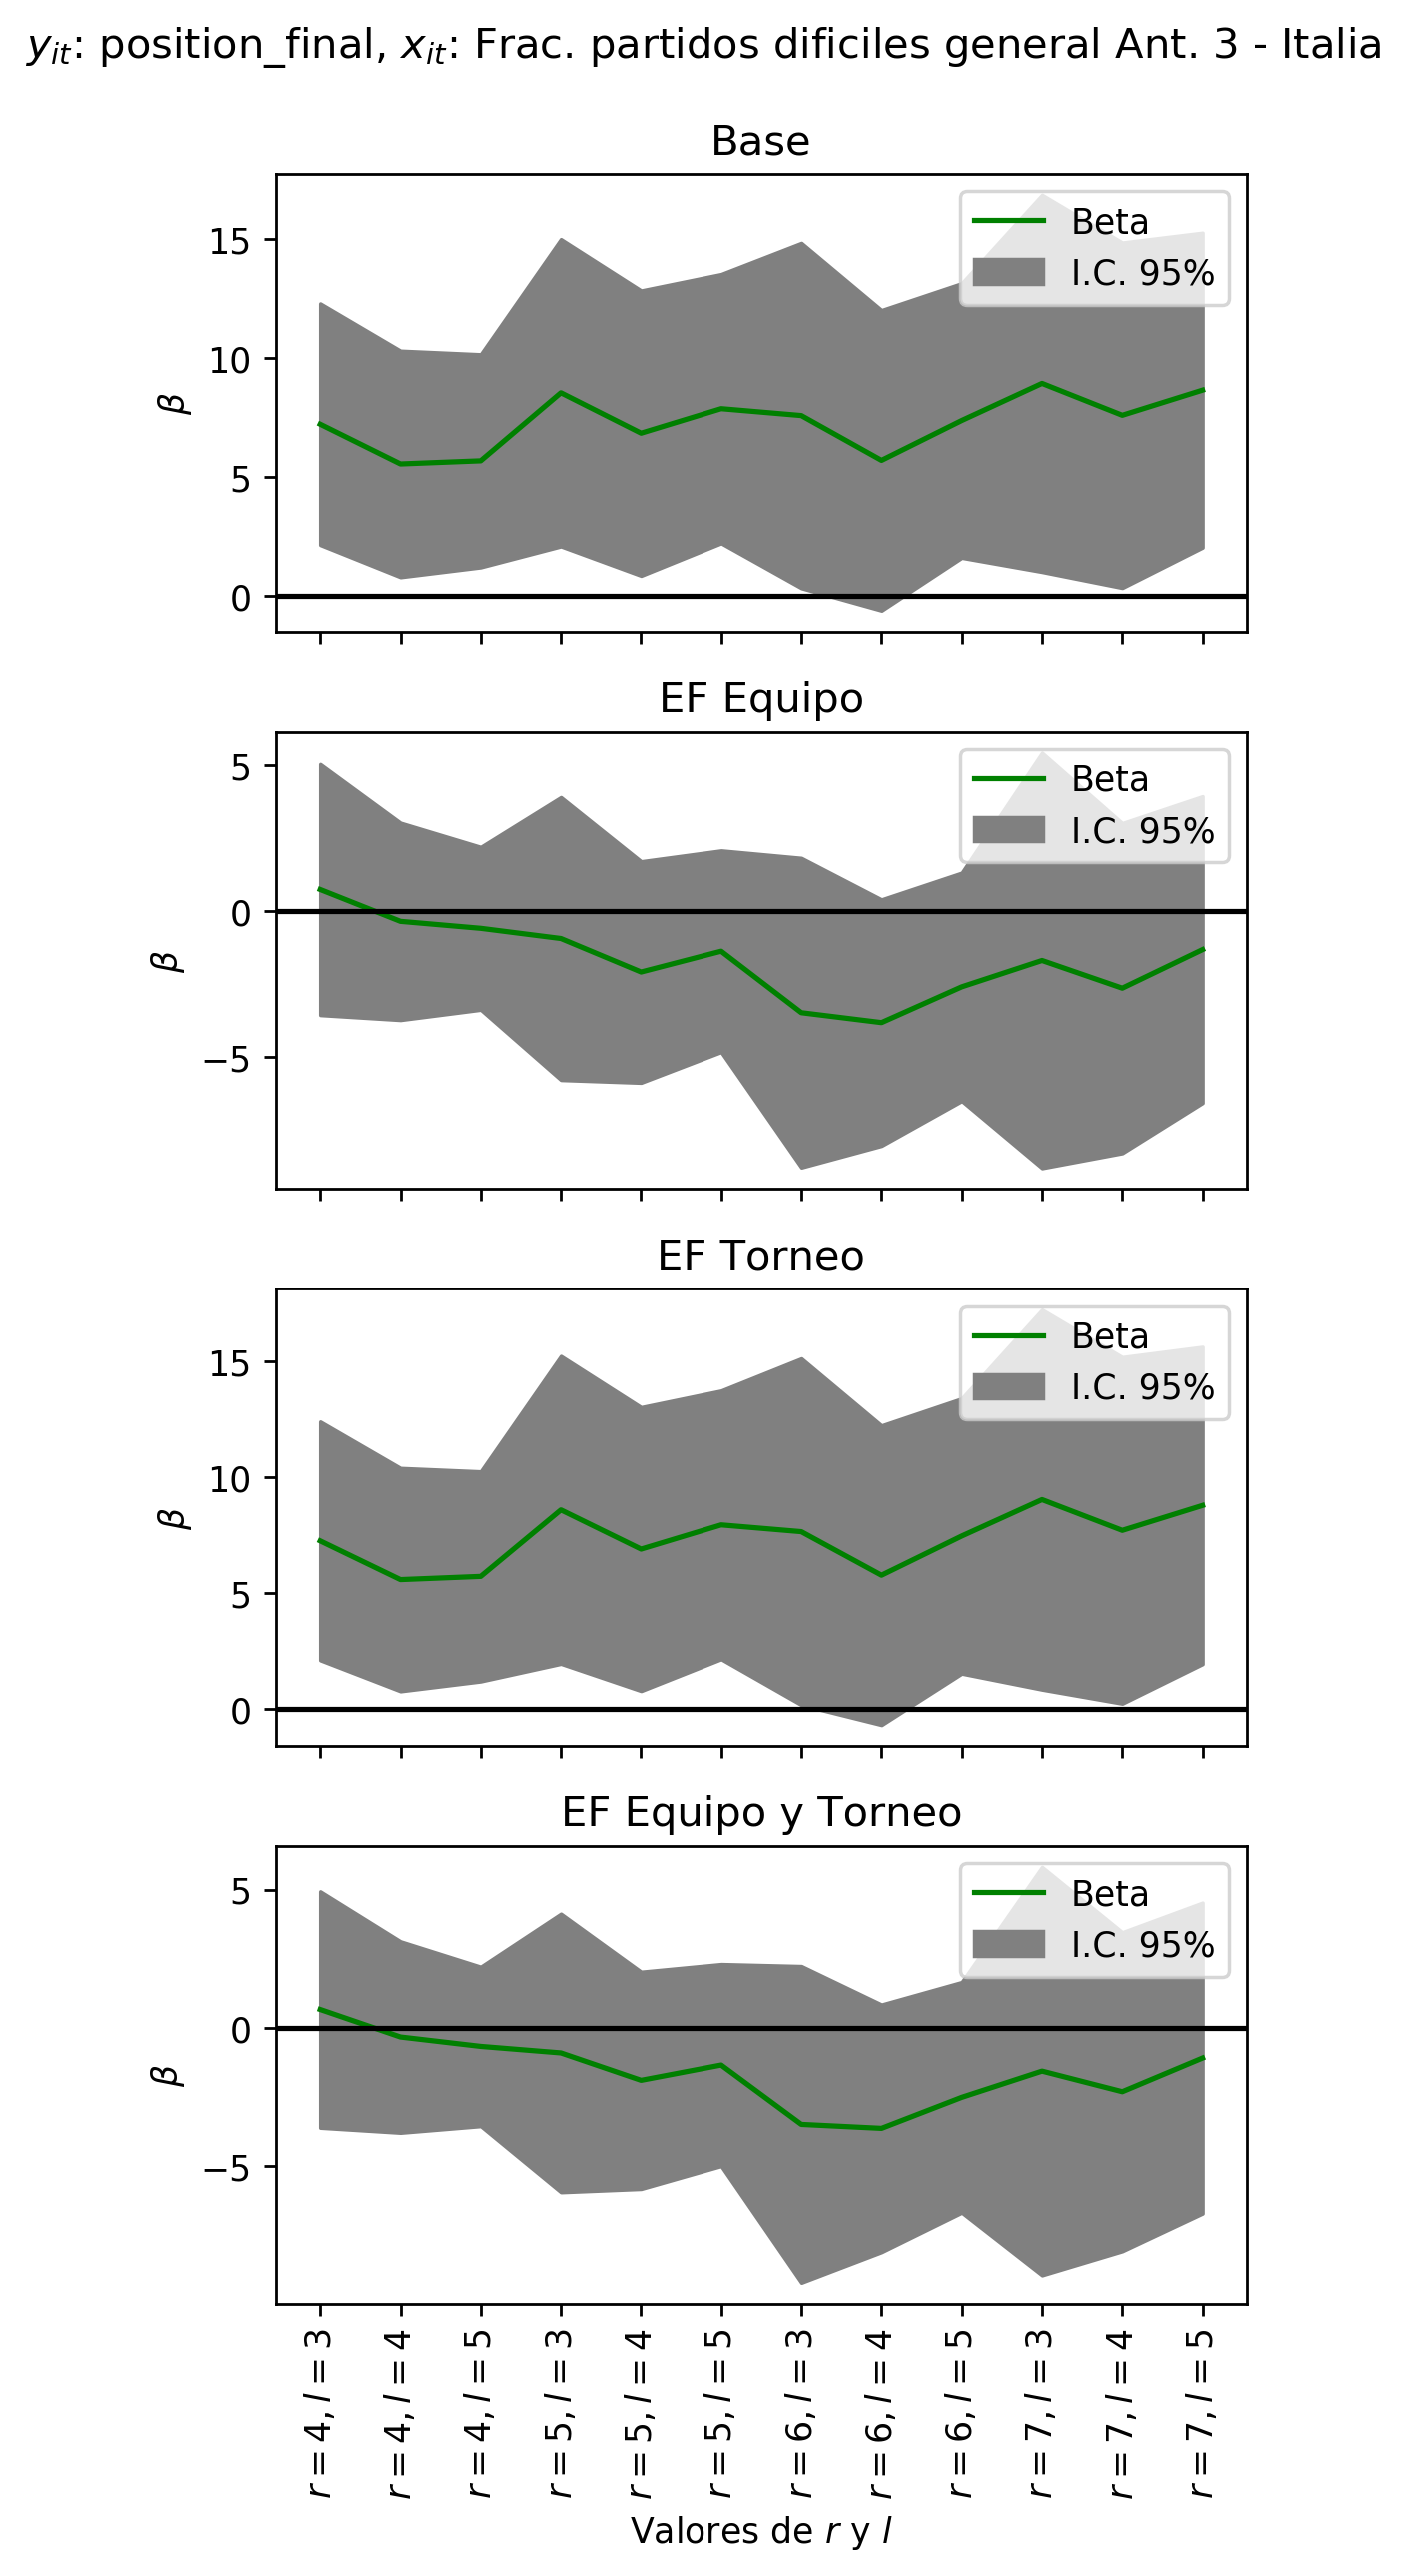 y_it: position_final, x_it: Frac. partidos dificiles general Ant. 3 - Italia
Base
Beta
I.C. 95%
15
10
5
0
β
EF Equipo
Beta
I.C. 95%
5
0
−5
β
EF Torneo
Beta
I.C. 95%
15
10
5
0
β
EF Equipo y Torneo
Beta
I.C. 95%
5
0
−5
β
r = 4, l = 3
r = 4, l = 4
r = 4, l = 5
r = 5, l = 3
r = 5, l = 4
r = 5, l = 5
r = 6, l = 3
r = 6, l = 4
r = 6, l = 5
r = 7, l = 3
r = 7, l = 4
r = 7, l = 5
Valores de r y l